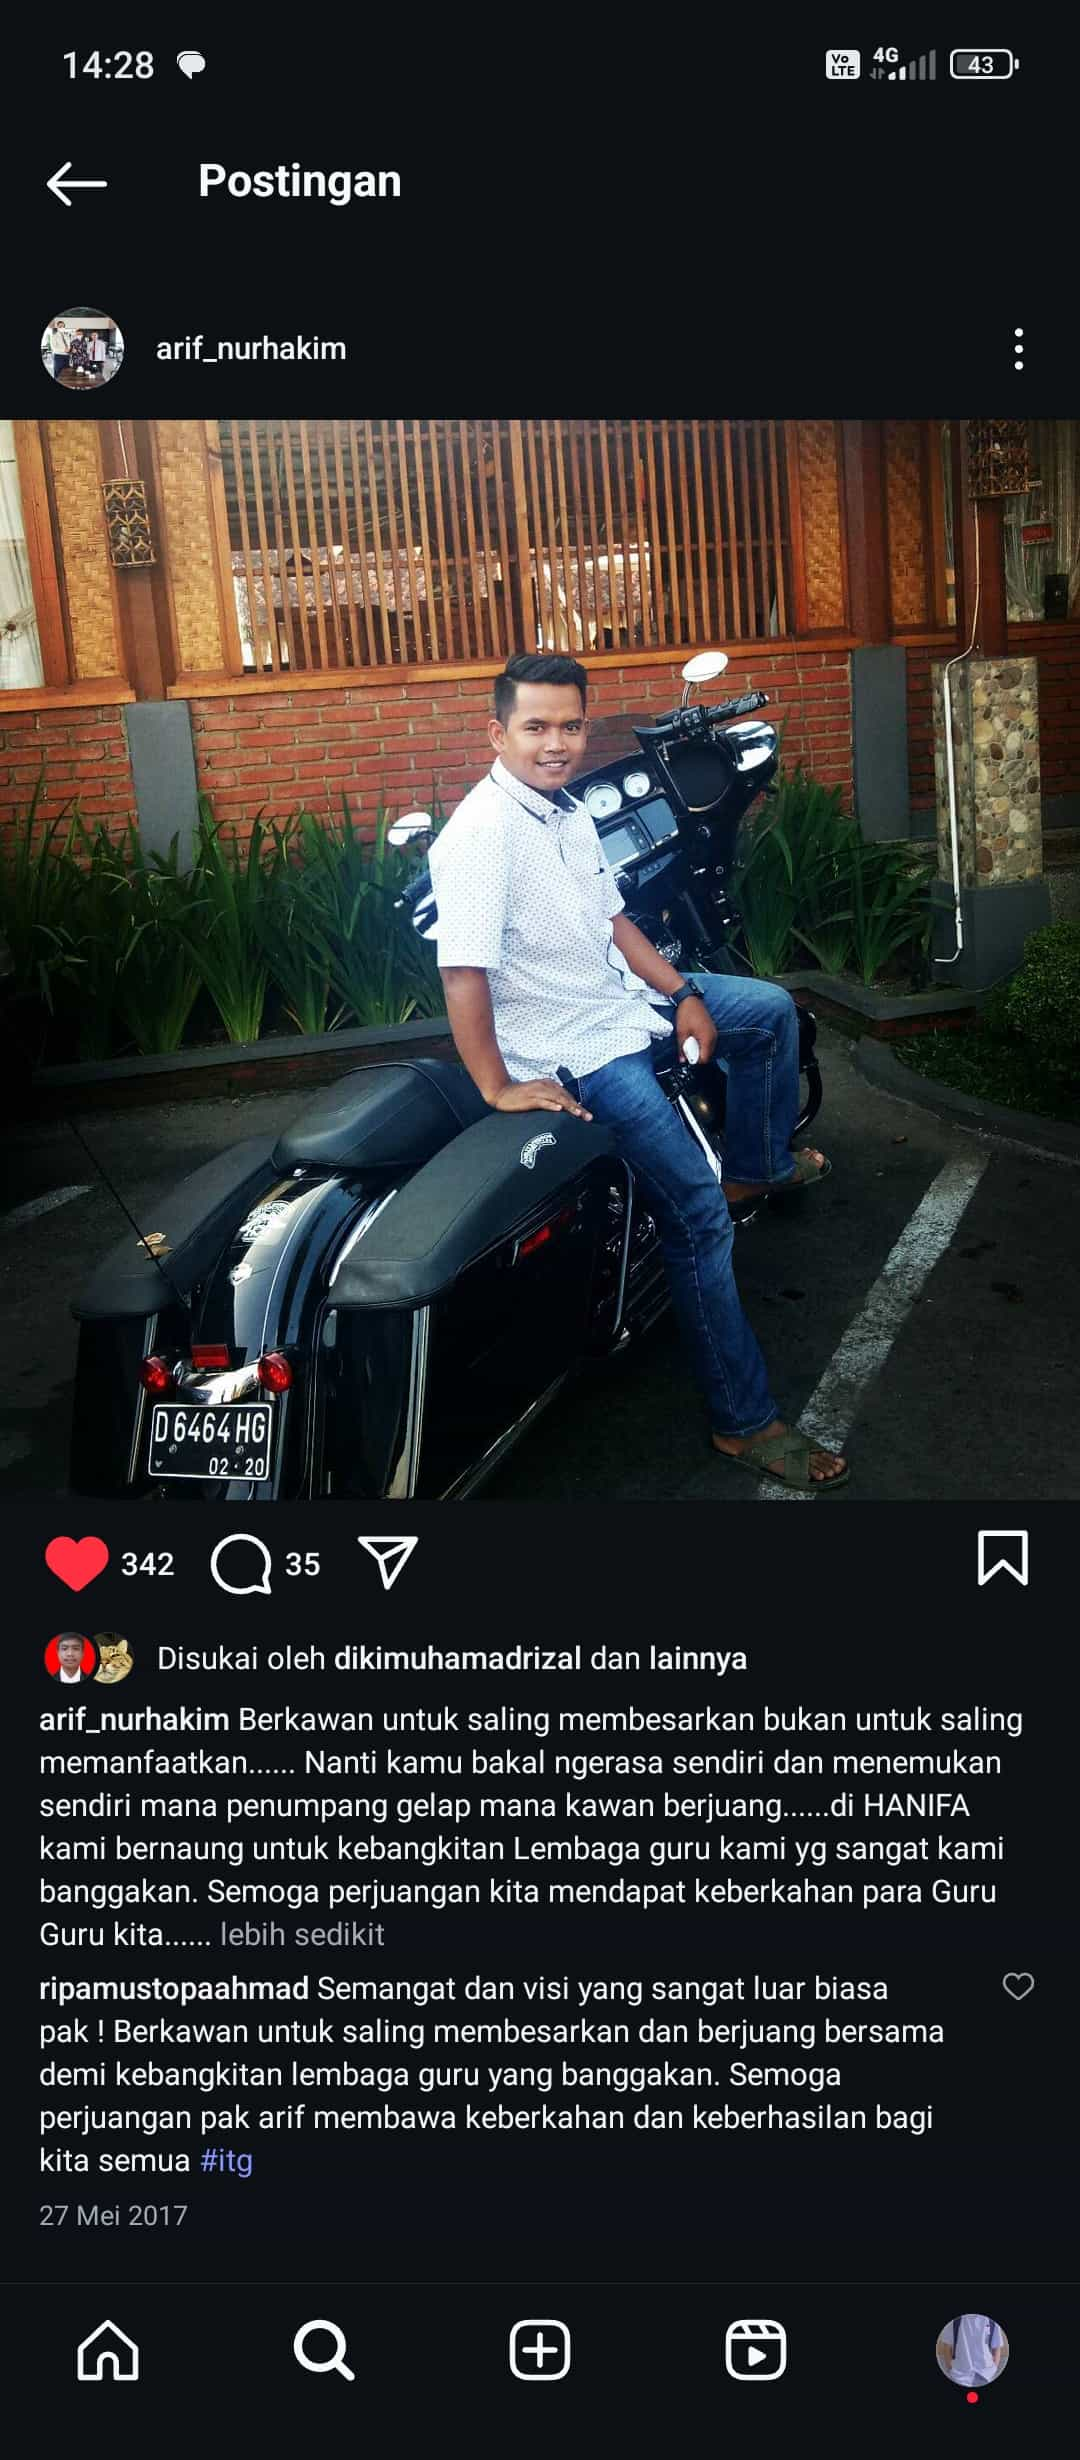 14:28
Vo
LTE
4G
43
Postingan
arif_nurhakim
D 6464 HG
02 · 20
342
35
Disukai oleh dikimuhamadrizal dan lainnya
arif_nurhakim Berkawan untuk saling membesarkan bukan untuk saling
memanfaatkan...... Nanti kamu bakal ngerasa sendiri dan menemukan
sendiri mana penumpang gelap mana kawan berjuang......di HANIFA
kami bernaung untuk kebangkitan Lembaga guru kami yg sangat kami
banggakan. Semoga perjuangan kita mendapat keberkahan para Guru
Guru kita...... lebih sedikit
ripamustopaahmad Semangat dan visi yang sangat luar biasa
pak ! Berkawan untuk saling membesarkan dan berjuang bersama
demi kebangkitan lembaga guru yang banggakan. Semoga
perjuangan pak arif membawa keberkahan dan keberhasilan bagi
kita semua #itg
27 Mei 2017